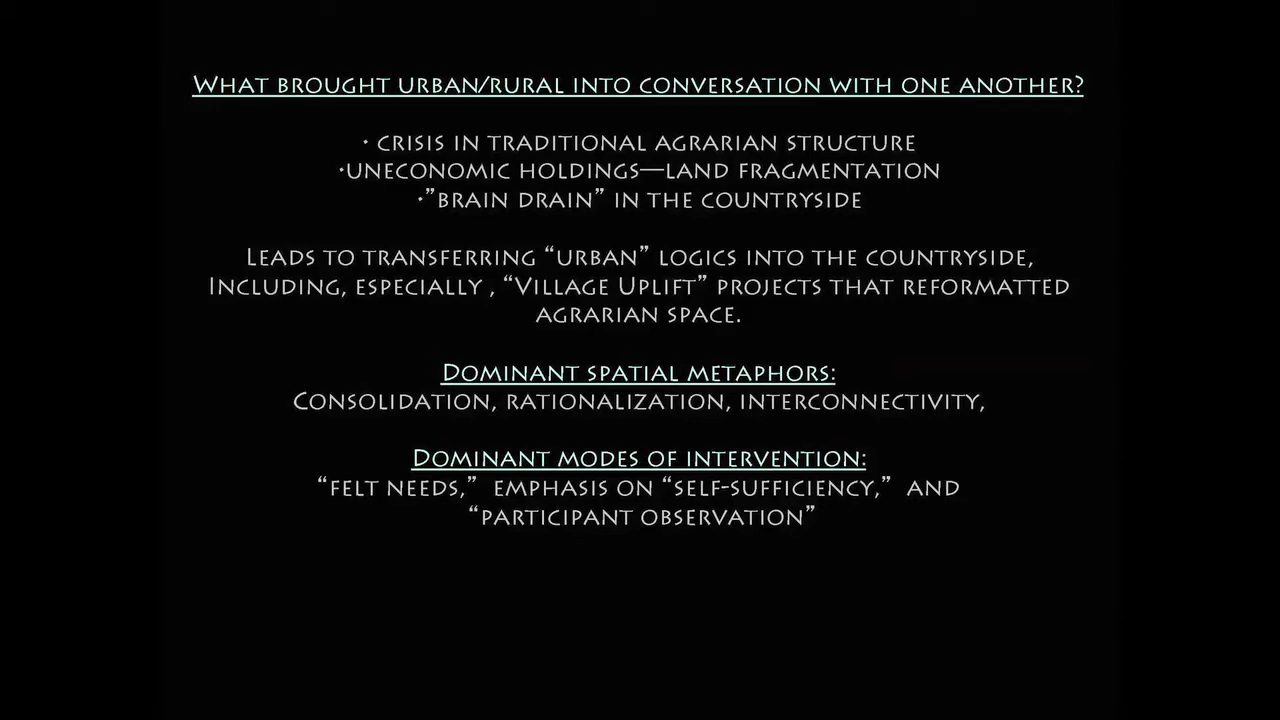 What brought urban/rural into conversation with one another?
• crisis in traditional agrarian structure
•uneconomic holdings—land fragmentation
•”brain drain” in the countryside
Leads to transferring “urban” logics into the countryside,
Including, especially , “Village Uplift” projects that reformatted
agrarian space.
Dominant spatial metaphors:
Consolidation, rationalization, interconnectivity,
Dominant modes of intervention:
“felt needs,” emphasis on “self-sufficiency,” and
“participant observation”